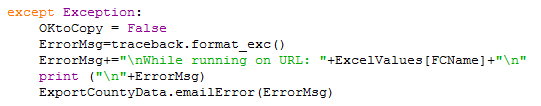 except Exception:
    OKtoCopy = False
    ErrorMsg=traceback.format_exc()
    ErrorMsg+="\nWhile running on URL: "+ExcelValues[FCName]+"\n"
    print ("\n"+ErrorMsg)
    ExportCountyData.emailError(ErrorMsg)